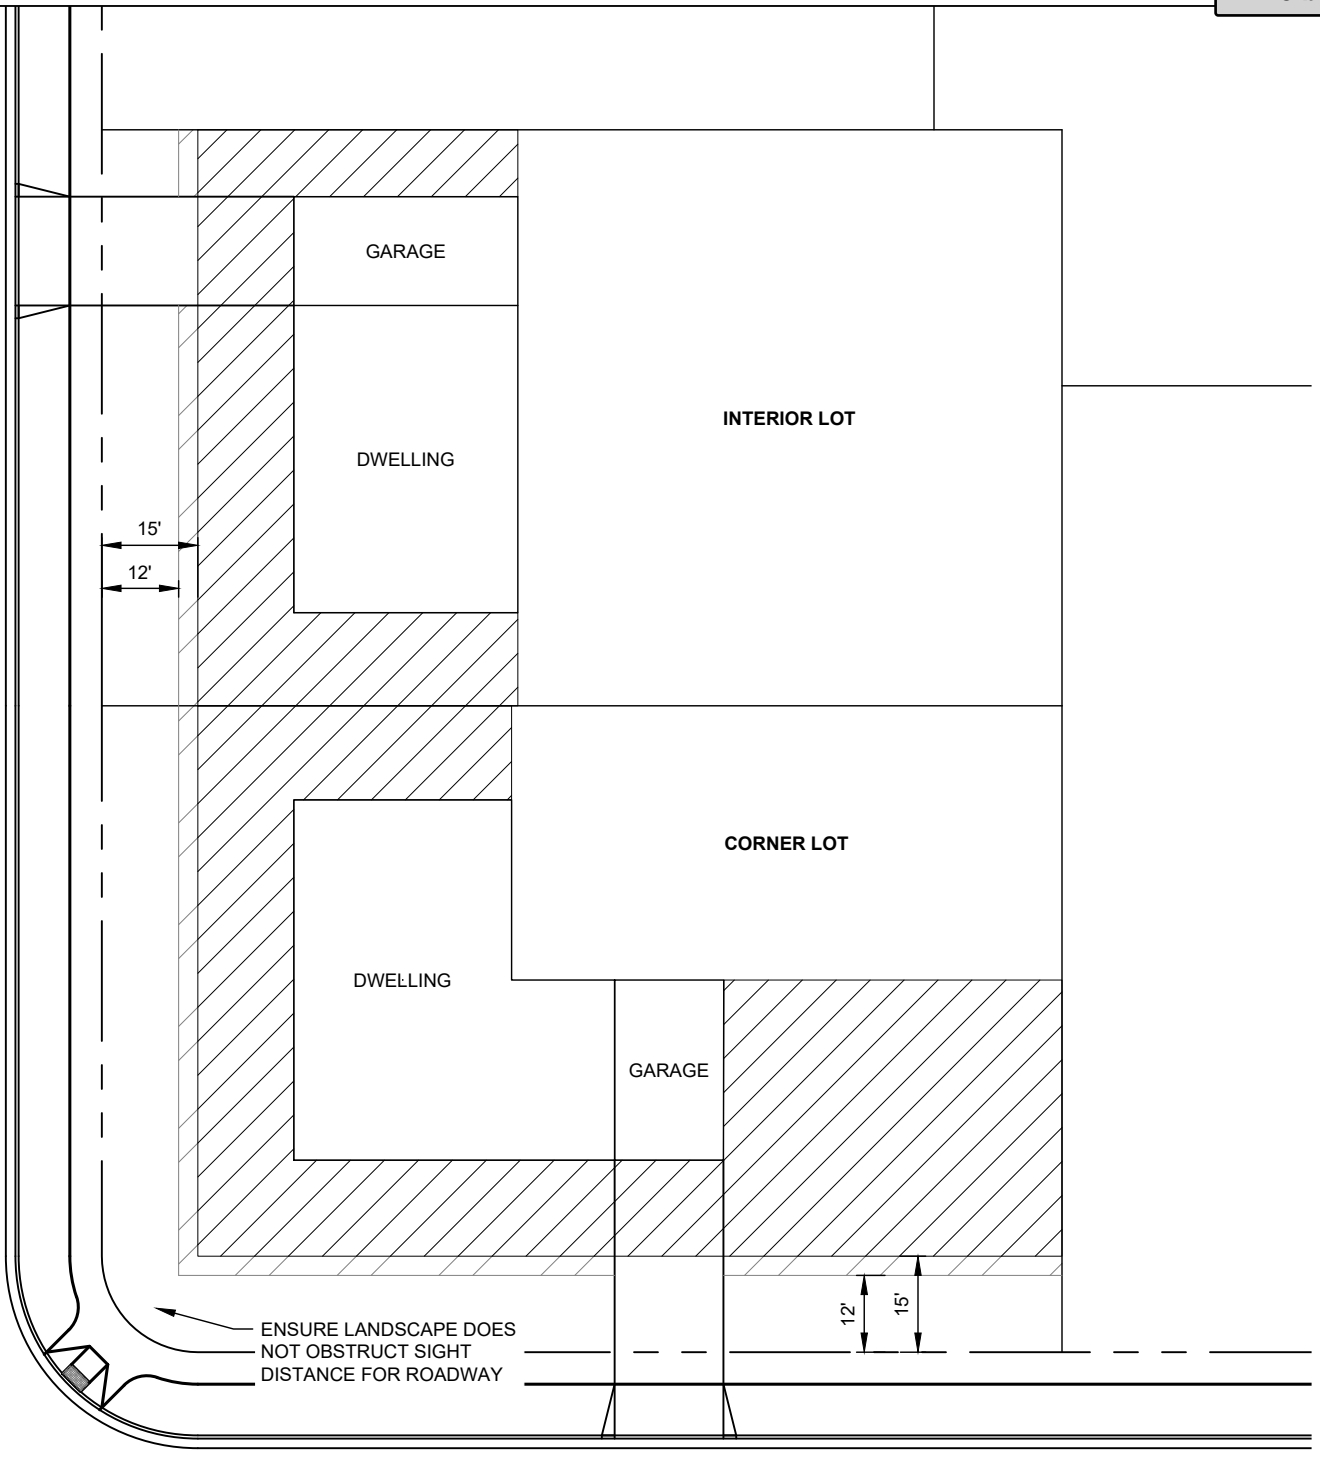 GARAGE
INTERIOR LOT
DWELLING
15'
12'
CORNER LOT
DWELLING
GARAGE
12'
15'
ENSURE LANDSCAPE DOES
NOT OBSTRUCT SIGHT
DISTANCE FOR ROADWAY